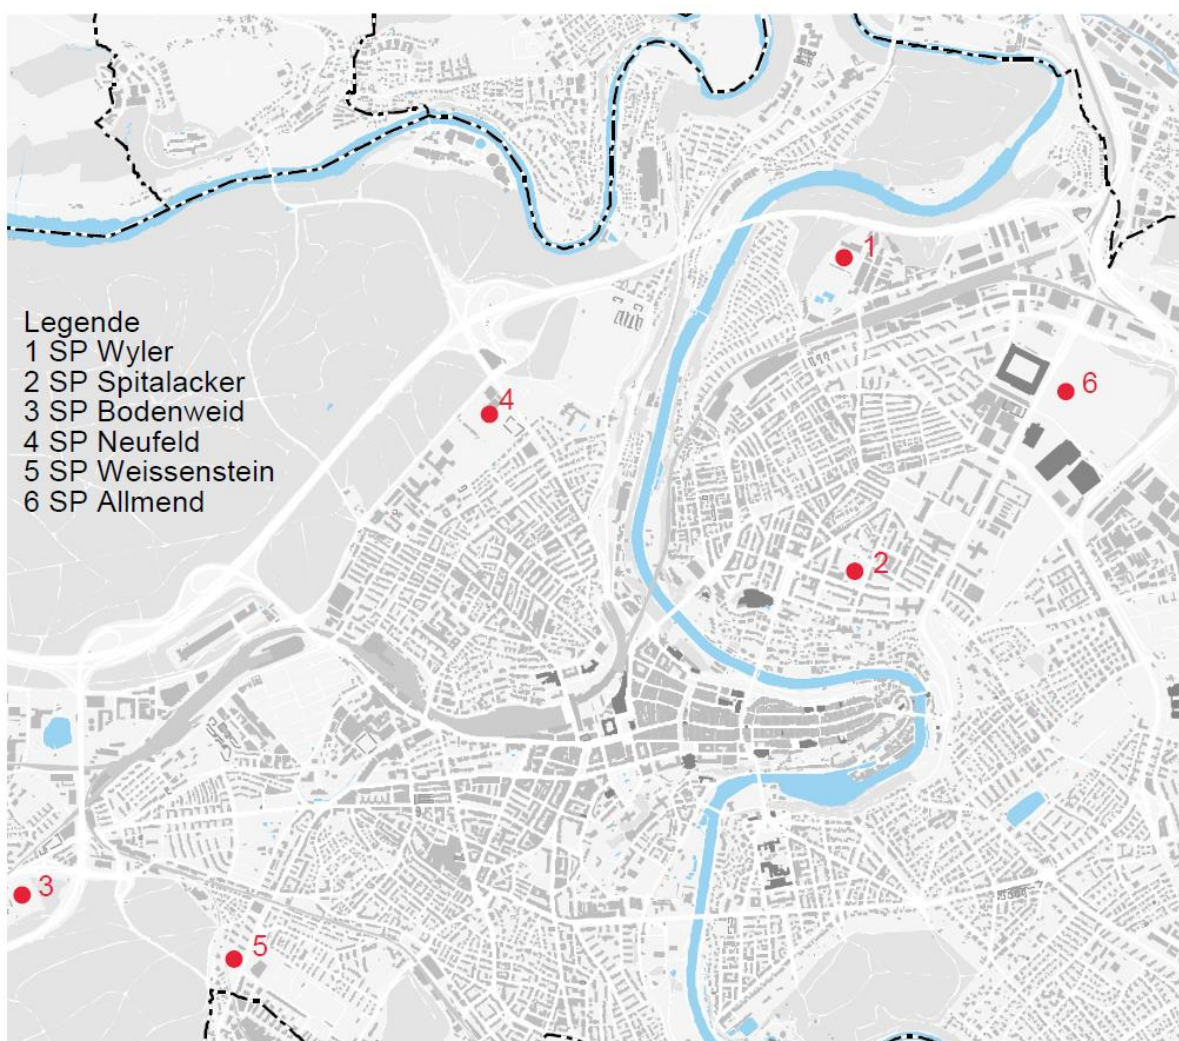 Legende
1 SP Wyler
2 SP Spitalacker
3 SP Bodenweid
4 SP Neufeld
5 SP Weissenstein
6 SP Allmend
1
6
4
2
3
5